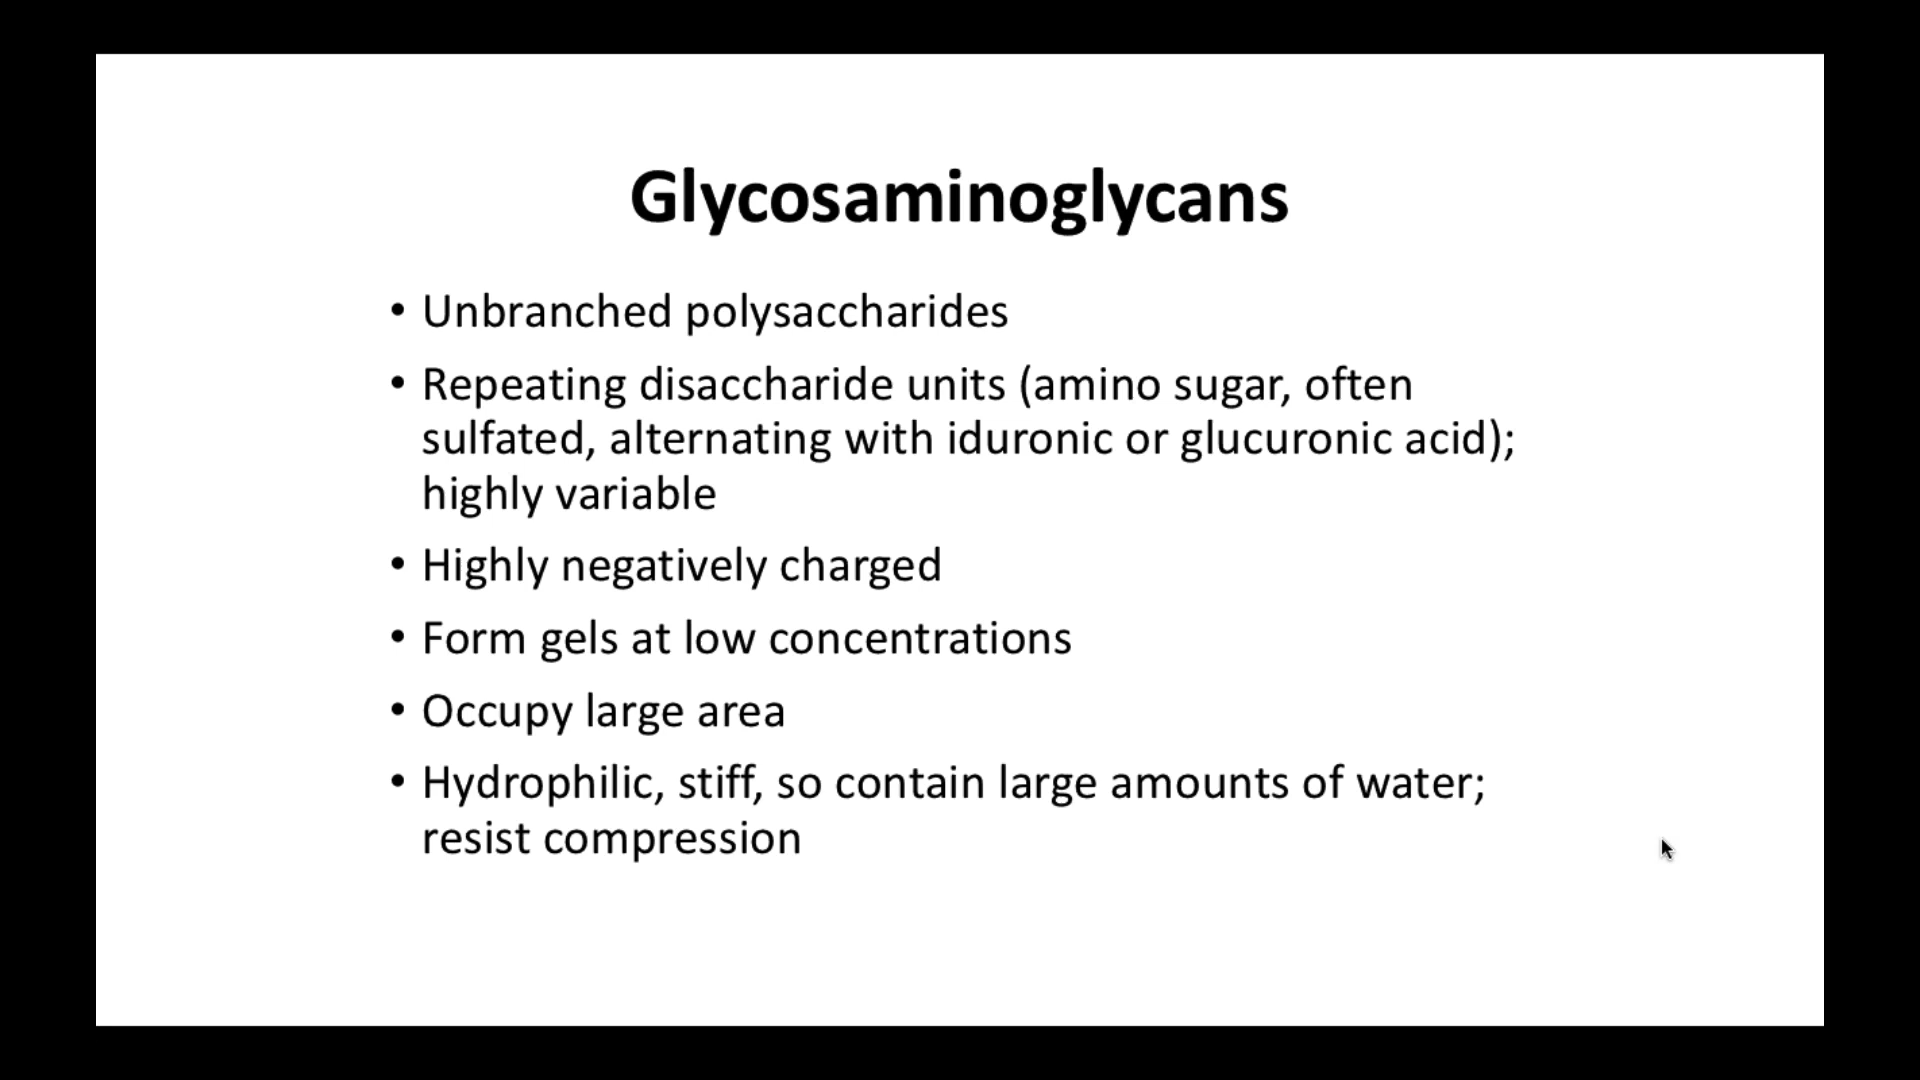 Glycosaminoglycans
• Unbranched polysaccharides
• Repeating disaccharide units (amino sugar, often
sulfated, alternating with iduronic or glucuronic acid);
highly variable
• Highly negatively charged
• Form gels at low concentrations
• Occupy large area
• Hydrophilic, stiff, so contain large amounts of water;
resist compression